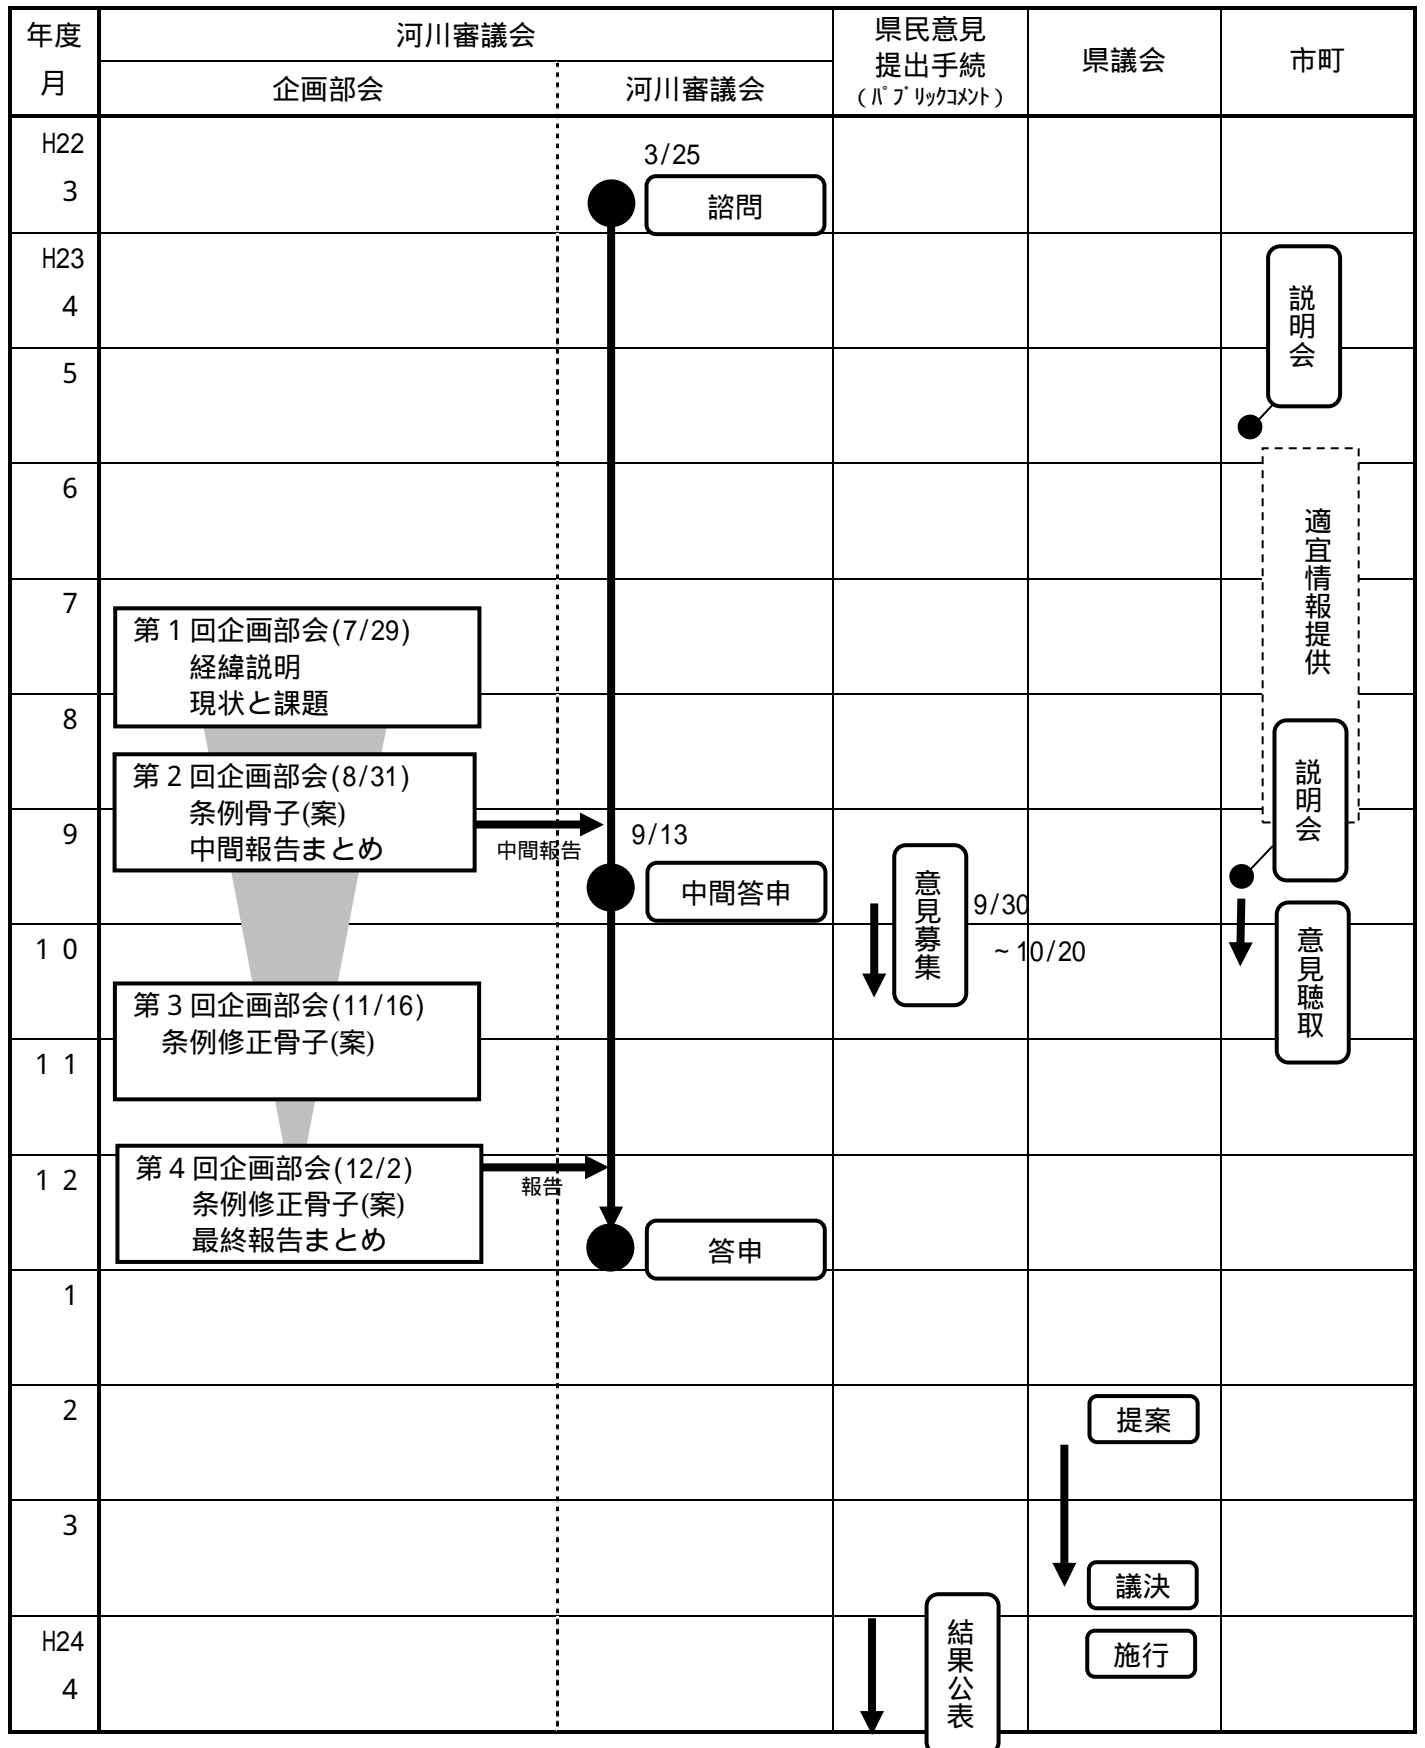 年度
月
河川審議会
企画部会
河川審議会
県民意見
提出手続
(ﾊﾟﾌﾞﾘｯｸｺﾒﾝﾄ)
県議会
市町
H22
3
3/25
諮問
H23
4
説明会
5
6
適宜情報提供
7
第1回企画部会(7/29)
経緯説明
現状と課題
8
第2回企画部会(8/31)
条例骨子(案)
中間報告まとめ
説明会
9
中間報告
9/13
中間答申
意見募集
9/30
~10/20
意見聴取
10
第3回企画部会(11/16)
条例修正骨子(案)
11
12
第4回企画部会(12/2)
条例修正骨子(案)
最終報告まとめ
報告
答申
1
2
提案
3
議決
H24
4
結果公表
施行